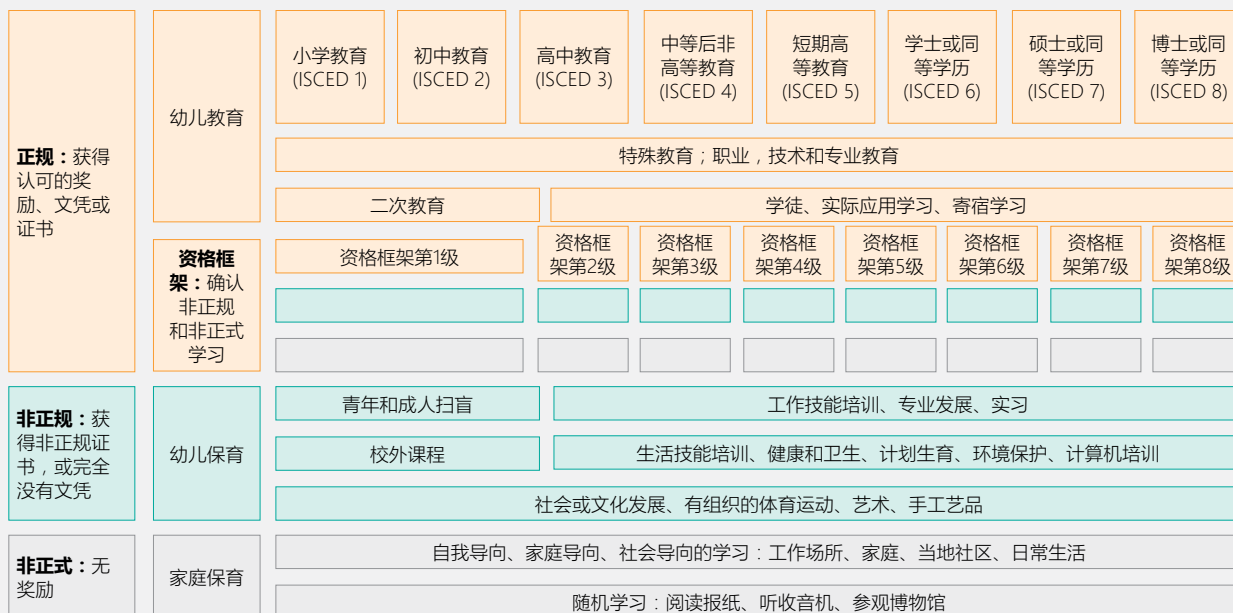 正规：获得
认可的奖
励、文凭或
证书
幼儿教育
小学教育
(ISCED 1)
初中教育
(ISCED 2)
高中教育
(ISCED 3)
中等后非
高等教育
(ISCED 4)
短期高
等教育
(ISCED 5)
学士或同
等学历
(ISCED 6)
硕士或同
等学历
(ISCED 7)
博士或同
等学历
(ISCED 8)
特殊教育；职业，技术和专业教育
二次教育
学徒、实际应用学习、寄宿学习
资格框
架：确认
非正规
和非正式
学习
资格框架第1级
资格框
架第2级
资格框
架第3级
资格框
架第4级
资格框
架第5级
资格框
架第6级
资格框
架第7级
资格框
架第8级
非正规：获
得非正规证
书，或完全
没有文凭
幼儿保育
青年和成人扫盲
工作技能培训、专业发展、实习
校外课程
生活技能培训、健康和卫生、计划生育、环境保护、计算机培训
社会或文化发展、有组织的体育运动、艺术、手工艺品
非正式：无
奖励
家庭保育
自我导向、家庭导向、社会导向的学习：工作场所、家庭、当地社区、日常生活
随机学习：阅读报纸、听收音机、参观博物馆